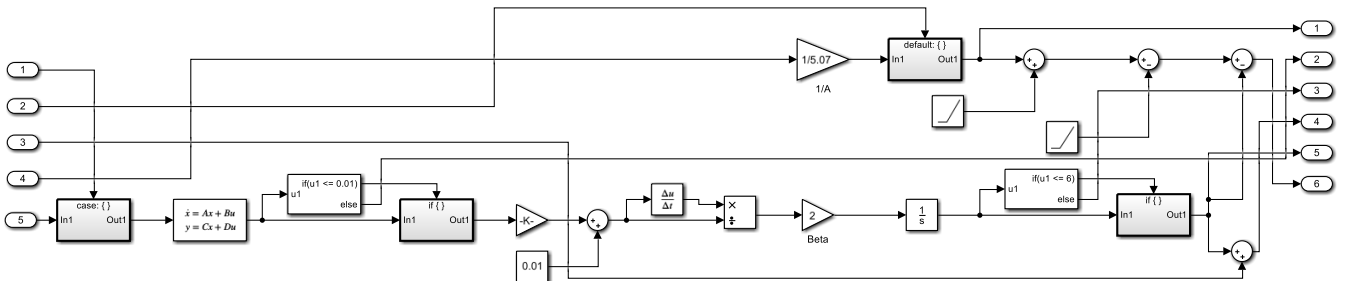 1
default: { }
In1 Out1
1/5.07
1/A
+
+
+
−
+
−
2
1
3
2
4
3
4
5
5
6
case: { }
In1 Out1
ẋ = Ax + Bu
y = Cx + Du
if(u1 <= 0.01)
u1
else
if { }
In1 Out1
-K-
+
+
0.01
Δu
Δt
×
÷
2
Beta
1
s
if(u1 <= 6)
u1
else
if { }
In1 Out1
+
+